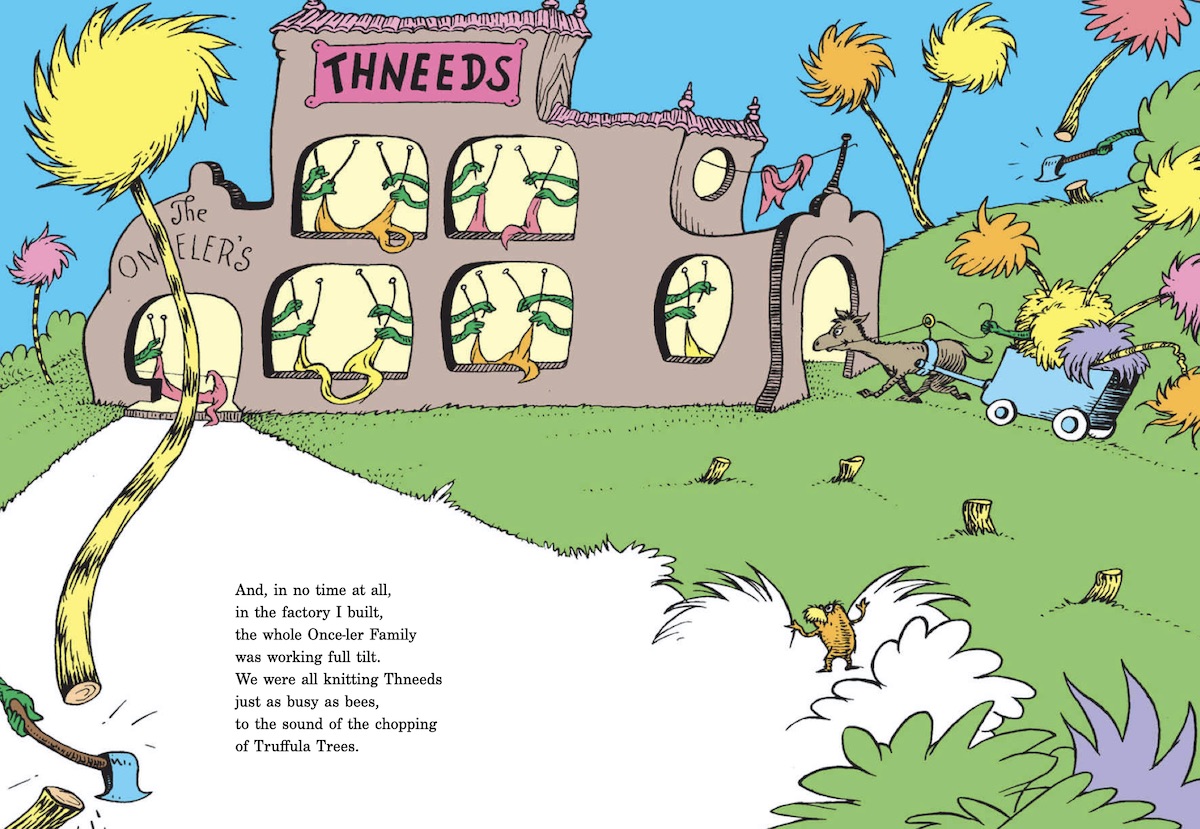 THNEEDS
The
ON ELER'S
And, in no time at all,
in the factory I built,
the whole Once-ler Family
was working full tilt.
We were all knitting Thneeds
just as busy as bees,
to the sound of the chopping
of Truffula Trees.